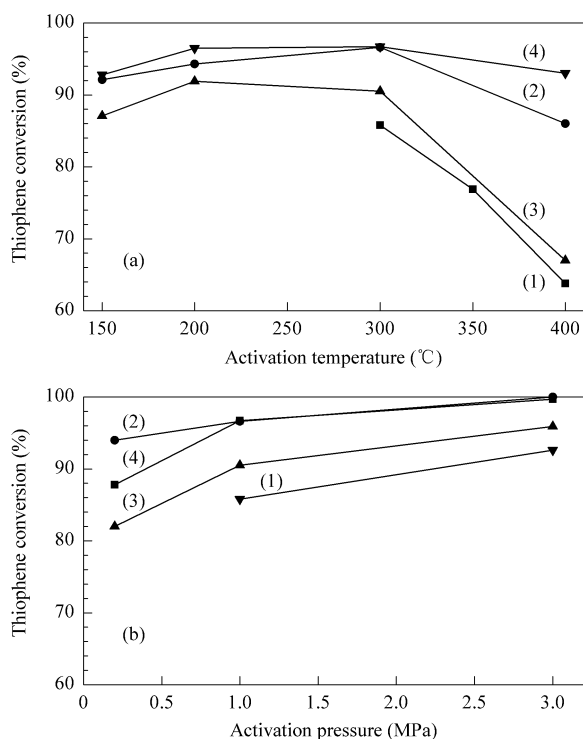 100
90
80
70
60
Thiophene conversion (%)
(4)
(2)
(3)
(1)
(a)
150 200 250 300 350 400
Activation temperature (℃)
100
90
80
70
60
Thiophene conversion (%)
(2)
(4)
(3)
(1)
(b)
0 0.5 1.0 1.5 2.0 2.5 3.0
Activation pressure (MPa)